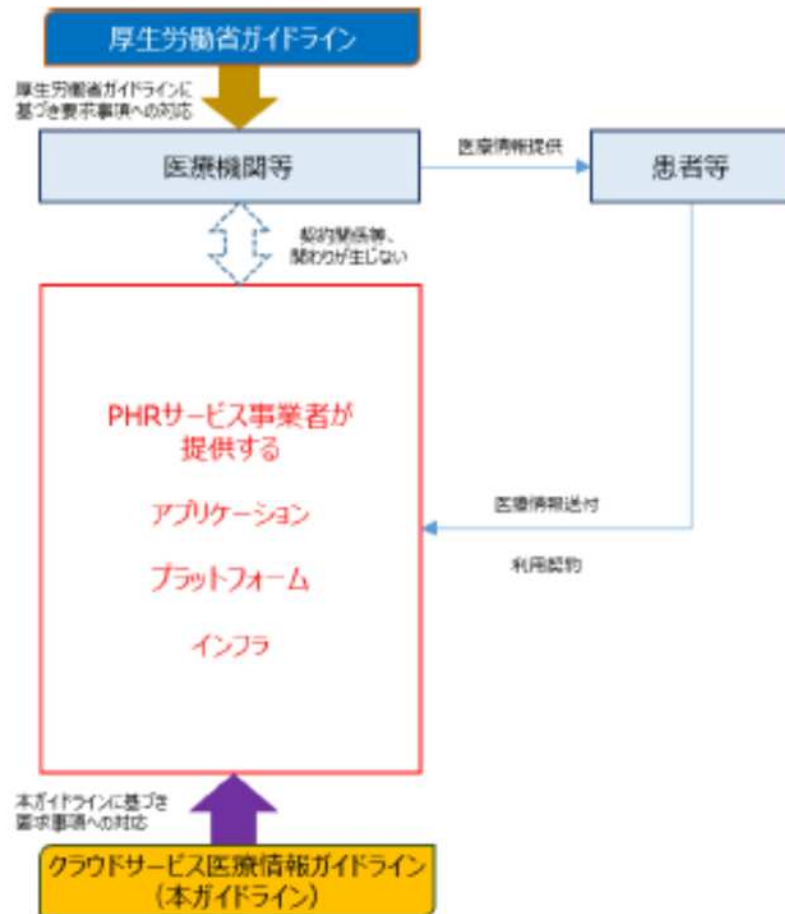 厚生労働省ガイドライン
厚生労働省ガイドラインに
基づき要求事項への対応
医療機関等
医療情報提供
患者等
契約関係等、
関わりが生じない
PHRサービス事業者が
提供する
アプリケーション
プラットフォーム
インフラ
医療情報送付
利用契約
本ガイドラインに基づき
要求事項への対応
クラウドサービス医療情報ガイドライン
(本ガイドライン)